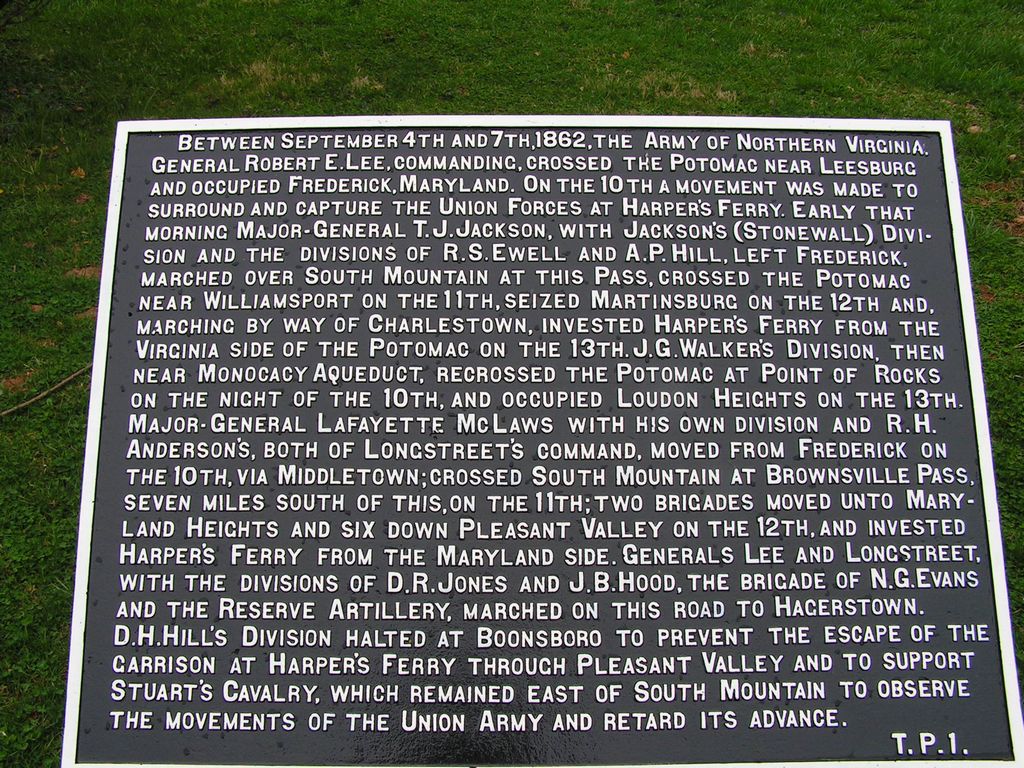 BETWEEN SEPTEMBER 4TH AND 7TH, 1862, THE ARMY OF NORTHERN VIRGINIA,
GENERAL ROBERT E. LEE, COMMANDING, CROSSED THE POTOMAC NEAR LEESBURG
AND OCCUPIED FREDERICK, MARYLAND. ON THE 10TH A MOVEMENT WAS MADE TO
SURROUND AND CAPTURE THE UNION FORCES AT HARPER'S FERRY. EARLY THAT
MORNING MAJOR-GENERAL T.J. JACKSON, WITH JACKSON'S (STONEWALL) DIVI-
SION AND THE DIVISIONS OF R.S. EWELL AND A.P. HILL, LEFT FREDERICK,
MARCHED OVER SOUTH MOUNTAIN AT THIS PASS, CROSSED THE POTOMAC
NEAR WILLIAMSPORT ON THE 11TH, SEIZED MARTINSBURG ON THE 12TH AND,
MARCHING BY WAY OF CHARLESTOWN, INVESTED HARPER'S FERRY FROM THE
VIRGINIA SIDE OF THE POTOMAC ON THE 13TH. J.G. WALKER'S DIVISION, THEN
NEAR MONOCACY AQUEDUCT, RECROSSED THE POTOMAC AT POINT OF ROCKS
ON THE NIGHT OF THE 10TH, AND OCCUPIED LOUDON HEIGHTS ON THE 13TH.
MAJOR-GENERAL LAFAYETTE MCLAWS WITH HIS OWN DIVISION AND R.H.
ANDERSON'S, BOTH OF LONGSTREET'S COMMAND, MOVED FROM FREDERICK ON
THE 10TH, VIA MIDDLETOWN; CROSSED SOUTH MOUNTAIN AT BROWNSVILLE PASS,
SEVEN MILES SOUTH OF THIS, ON THE 11TH; TWO BRIGADES MOVED UNTO MARY-
LAND HEIGHTS AND SIX DOWN PLEASANT VALLEY ON THE 12TH, AND INVESTED
HARPER'S FERRY FROM THE MARYLAND SIDE. GENERALS LEE AND LONGSTREET,
WITH THE DIVISIONS OF D.R. JONES AND J.B. HOOD, THE BRIGADE OF N.G. EVANS
AND THE RESERVE ARTILLERY, MARCHED ON THIS ROAD TO HAGERSTOWN.
D.H. HILL'S DIVISION HALTED AT BOONSBORO TO PREVENT THE ESCAPE OF THE
GARRISON AT HARPER'S FERRY THROUGH PLEASANT VALLEY AND TO SUPPORT
STUART'S CAVALRY, WHICH REMAINED EAST OF SOUTH MOUNTAIN TO OBSERVE
THE MOVEMENTS OF THE UNION ARMY AND RETARD ITS ADVANCE.
T.P.1.